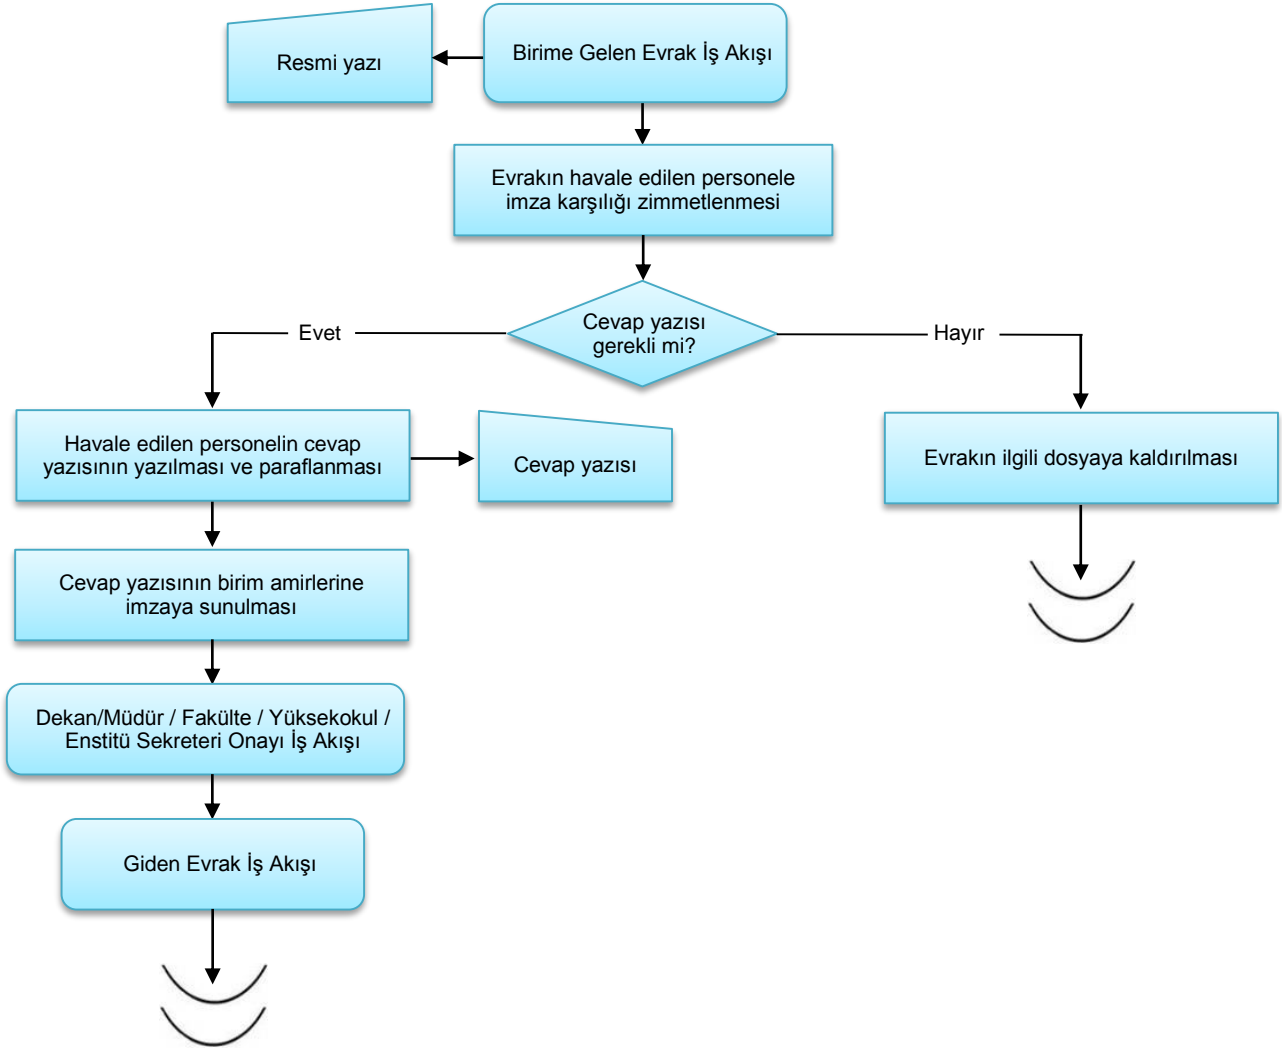 Resmi yazı
Birime Gelen Evrak İş Akışı
Evrakın havale edilen personele
imza karşılığı zimmetlenmesi
Cevap yazısı
gerekli mi?
Evet
Hayır
Havale edilen personelin cevap
yazısının yazılması ve paraflanması
Cevap yazısı
Evrakın ilgili dosyaya kaldırılması
Cevap yazısının birim amirlerine
imzaya sunulması
Dekan/Müdür / Fakülte / Yüksekokul /
Enstitü Sekreteri Onayı İş Akışı
Giden Evrak İş Akışı